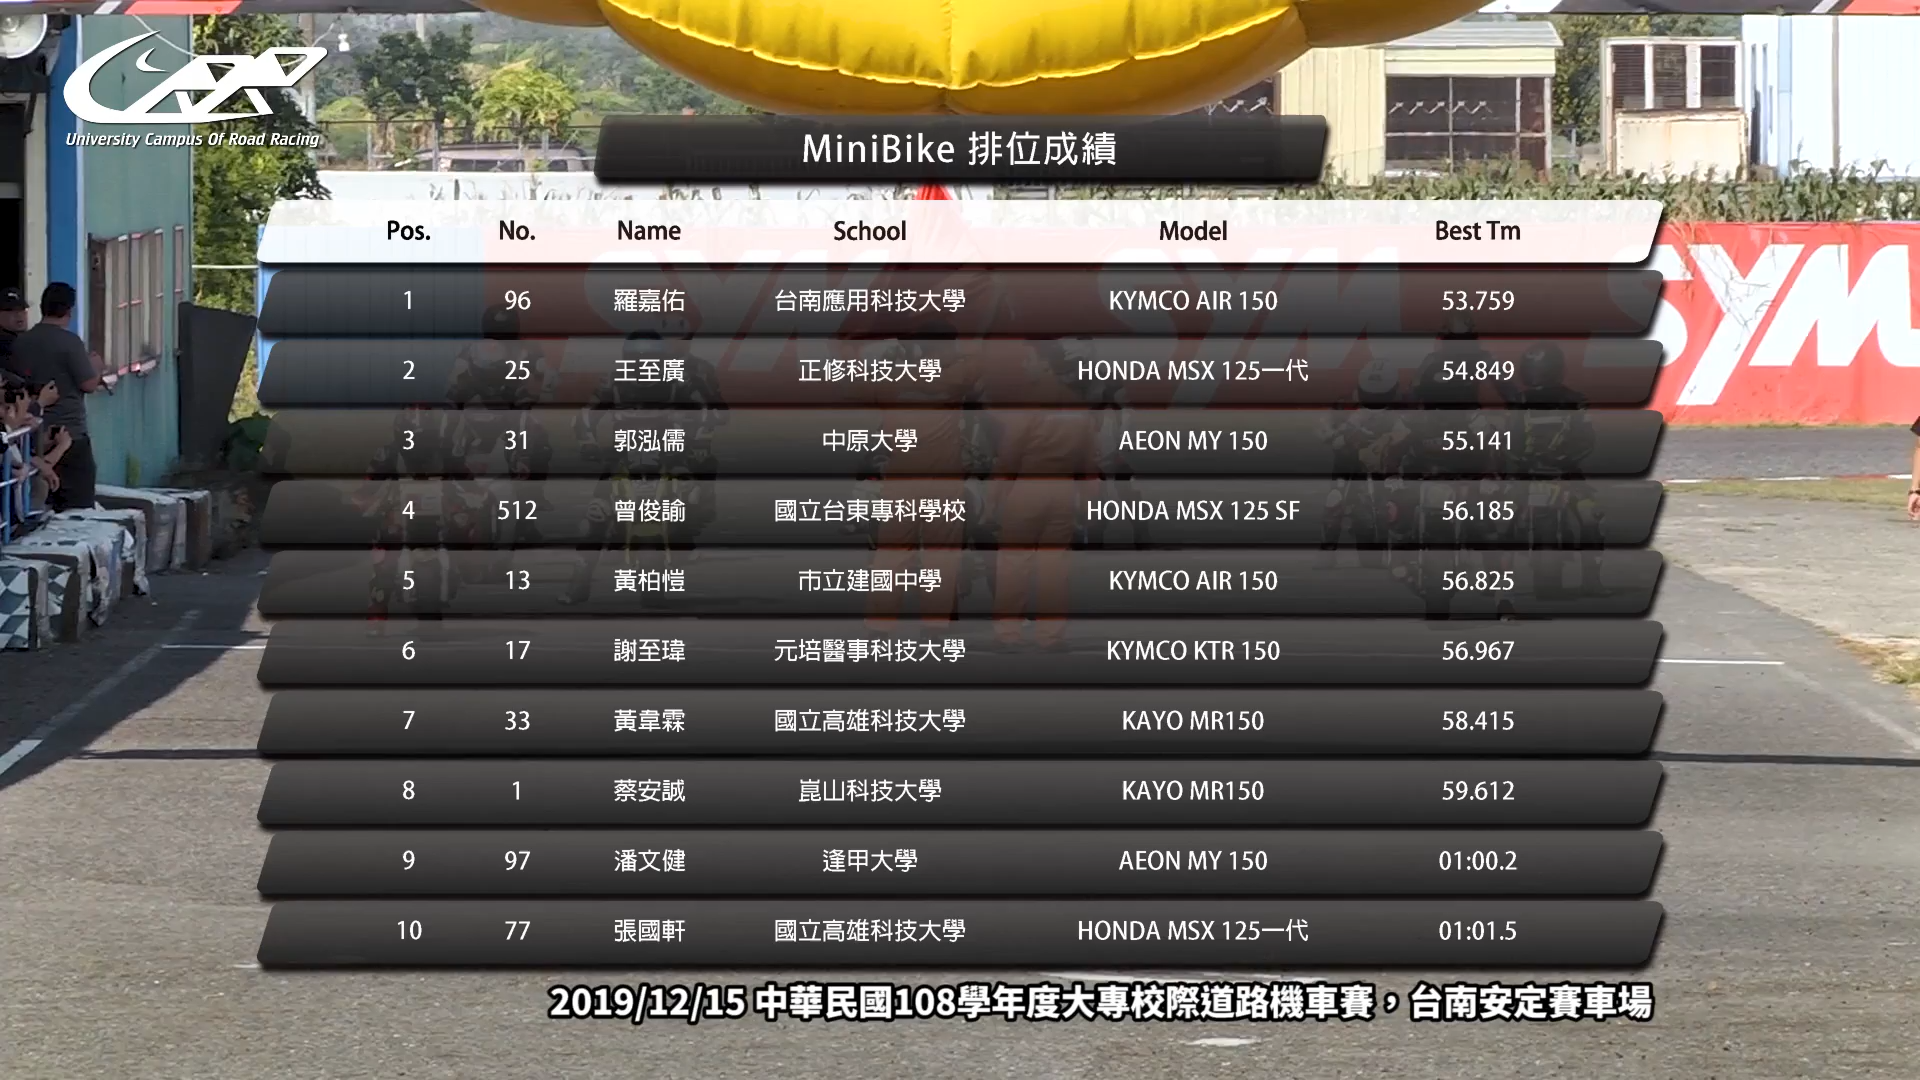 University Campus Of Road Racing
MiniBike 排位成績
Pos. No. Name School Model Best Tm
1 96 羅嘉佑 台南應用科技大學 KYMCO AIR 150 53.759
2 25 王至廣 正修科技大學 HONDA MSX 125一代 54.849
3 31 郭泓儒 中原大學 AEON MY 150 55.141
4 512 曾俊諭 國立台東專科學校 HONDA MSX 125 SF 56.185
5 13 黃柏愷 市立建國中學 KYMCO AIR 150 56.825
6 17 謝至瑋 元培醫事科技大學 KYMCO KTR 150 56.967
7 33 黃韋霖 國立高雄科技大學 KAYO MR150 58.415
8 1 蔡安誠 崑山科技大學 KAYO MR150 59.612
9 97 潘文健 逢甲大學 AEON MY 150 01:00.2
10 77 張國軒 國立高雄科技大學 HONDA MSX 125一代 01:01.5
SYM SYM SYM
2019/12/15 中華民國108學年度大專校際道路機車賽，台南安定賽車場